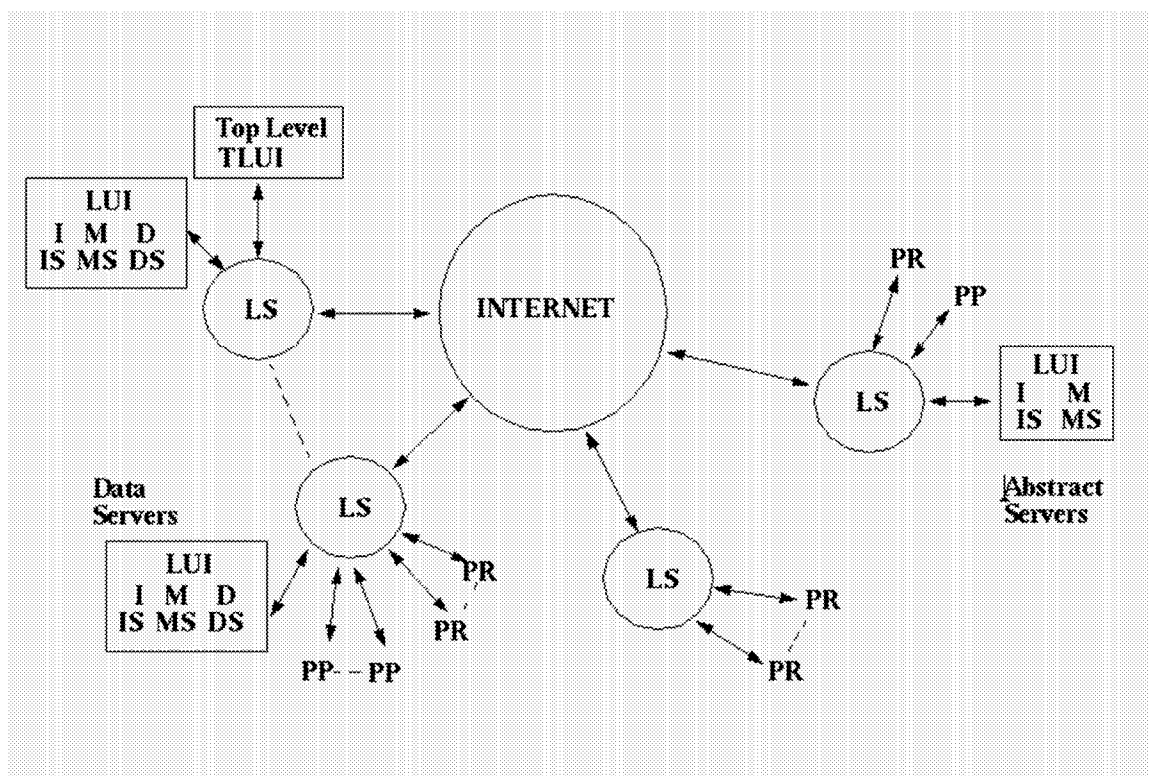 Top Level
TLUI
LUI
I M D
IS MS DS
LS
INTERNET
PR
PP
LS
LUI
I M
IS MS
Abstract
Servers
Data
Servers
LS
LUI
I M D
IS MS DS
PR
PR
PP
PP
LS
PR
PR